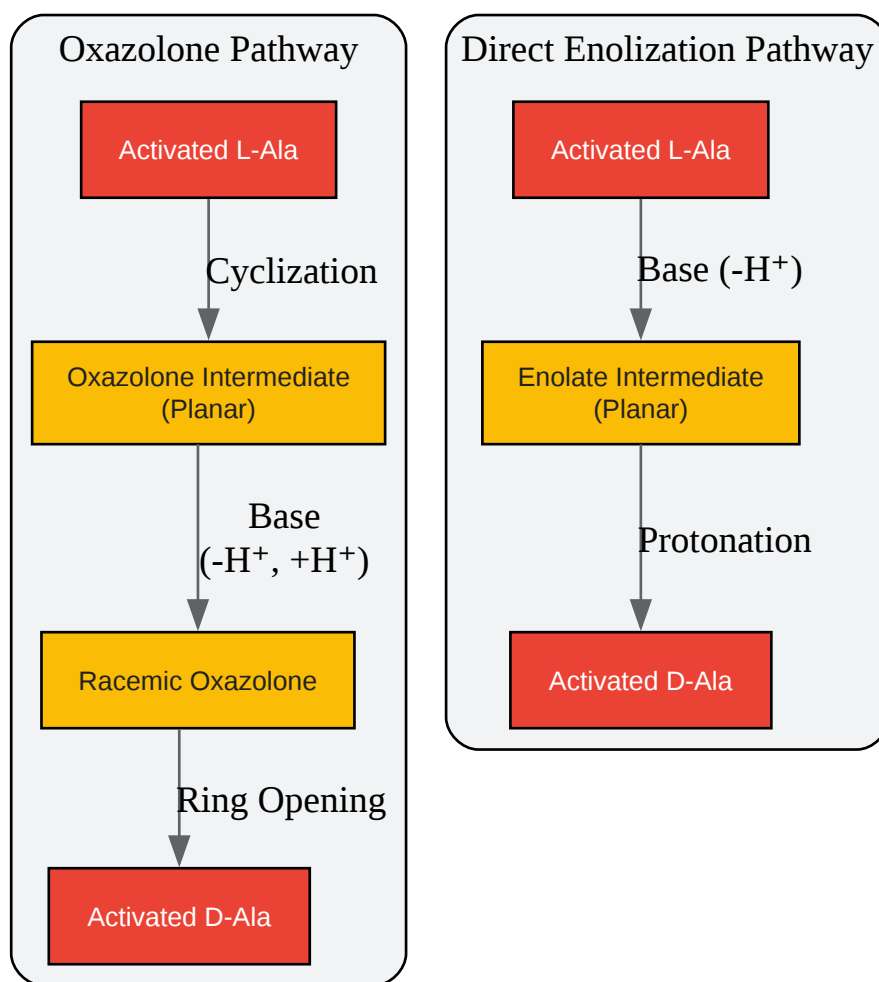 Oxazolone Pathway
Activated L-Ala
Cyclization
Oxazolone Intermediate
(Planar)
Base
(-H⁺, +H⁺)
Racemic Oxazolone
Ring Opening
Activated D-Ala
Direct Enolization Pathway
Activated L-Ala
Base (-H⁺)
Enolate Intermediate
(Planar)
Protonation
Activated D-Ala